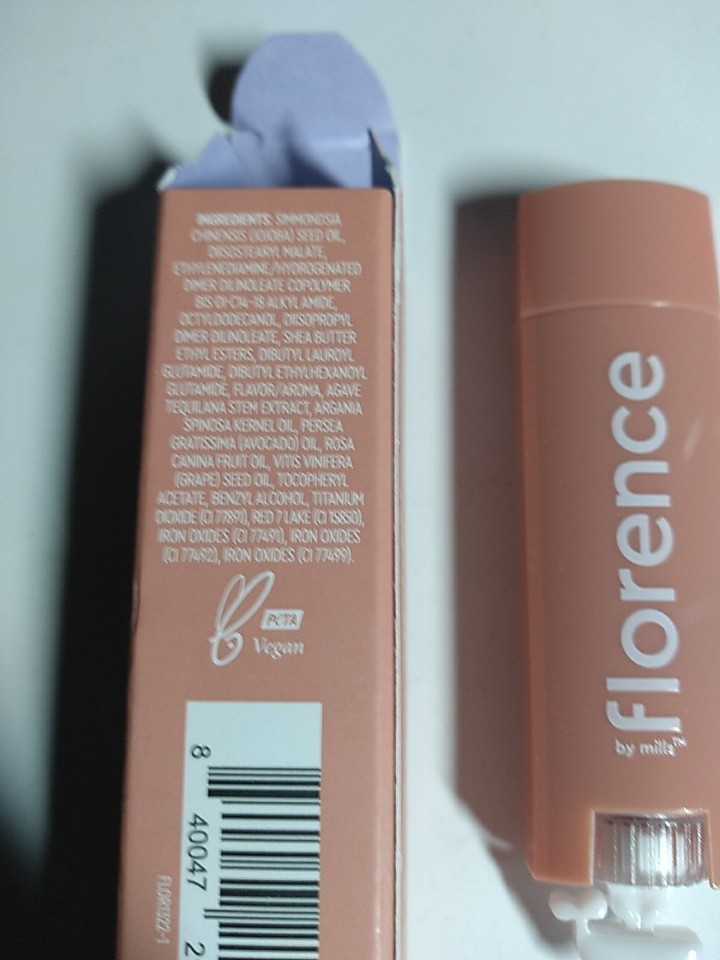 INGREDIENTS: SIMMONDSIA
CHINENSIS (JOJOBA) SEED OIL,
DIISOSTEARYL MALATE,
ETHYLENEDIAMINE/HYDROGENATED
DIMER DILINOLEATE COPOLYMER
BIS-DI-C14-18 ALKYL AMIDE,
OCTYLDODECANOL, DIISOPROPYL
DIMER DILINOLEATE, SHEA BUTTER
ETHYL ESTERS, DIBUTYL LAUROYL
GLUTAMIDE, DIBUTYL ETHYLHEXANOYL
GLUTAMIDE, FLAVOR/AROMA, AGAVE
TEQUILANA STEM EXTRACT, ARGANIA
SPINOSA KERNEL OIL, PERSEA
GRATISSIMA (AVOCADO) OIL, ROSA
CANINA FRUIT OIL, VITIS VINIFERA
(GRAPE) SEED OIL, TOCOPHERYL
ACETATE, BENZYL ALCOHOL, TITANIUM
DIOXIDE (CI 77891), RED 7 LAKE (CI 15850),
IRON OXIDES (CI 77491), IRON OXIDES
(CI 77492), IRON OXIDES (CI 77499).
PETA
Vegan
8 40047 2
FLOR1322-1
florence
by mills™